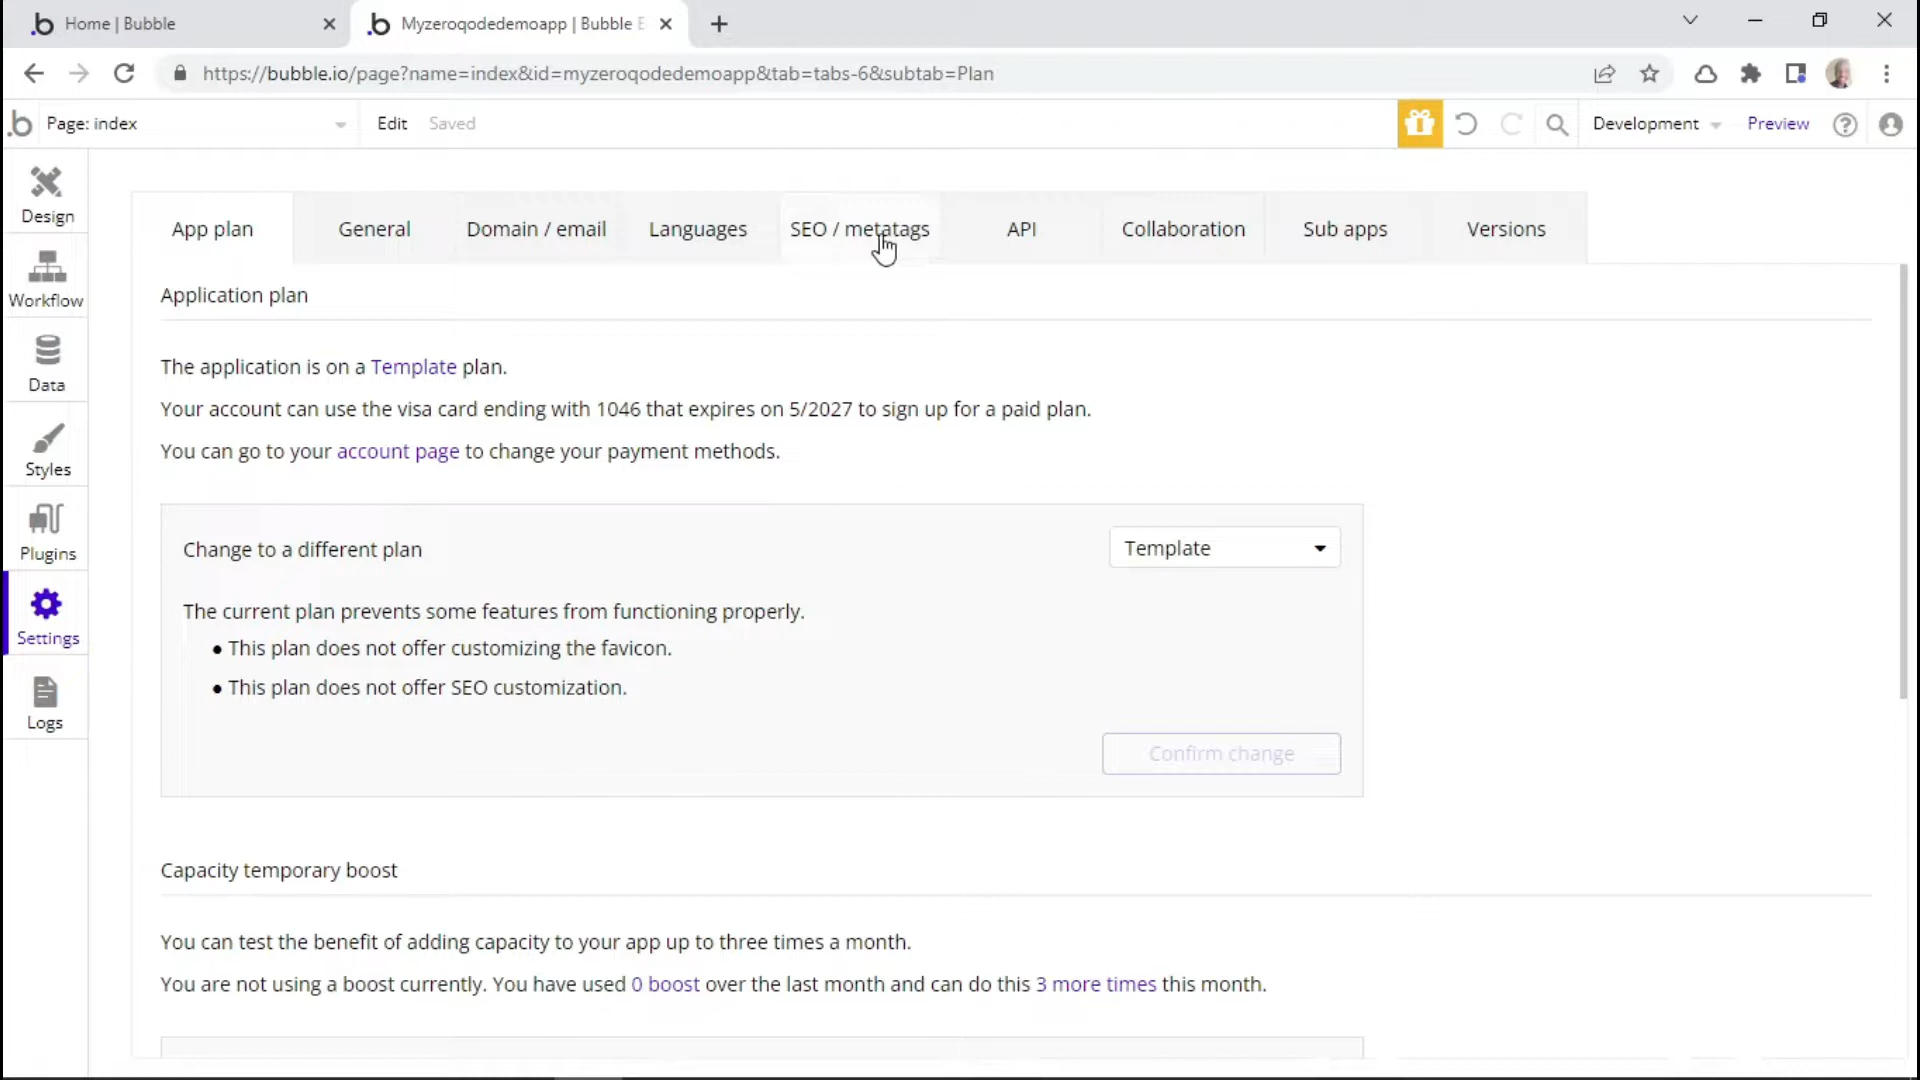 Home | Bubble
Myzeroqodedemoapp | Bubble E
https://bubble.io/page?name=index&id=myzeroqodedemoapp&tab=tabs-6&subtab=Plan
.b Page: index Edit Saved Development Preview
Design
Workflow
Data
Styles
Plugins
Settings
Logs
App plan General Domain / email Languages SEO / metatags API Collaboration Sub apps Versions
Application plan
The application is on a Template plan.
Your account can use the visa card ending with 1046 that expires on 5/2027 to sign up for a paid plan.
You can go to your account page to change your payment methods.
Change to a different plan Template
The current plan prevents some features from functioning properly.
• This plan does not offer customizing the favicon.
• This plan does not offer SEO customization.
Confirm change
Capacity temporary boost
You can test the benefit of adding capacity to your app up to three times a month.
You are not using a boost currently. You have used 0 boost over the last month and can do this 3 more times this month.